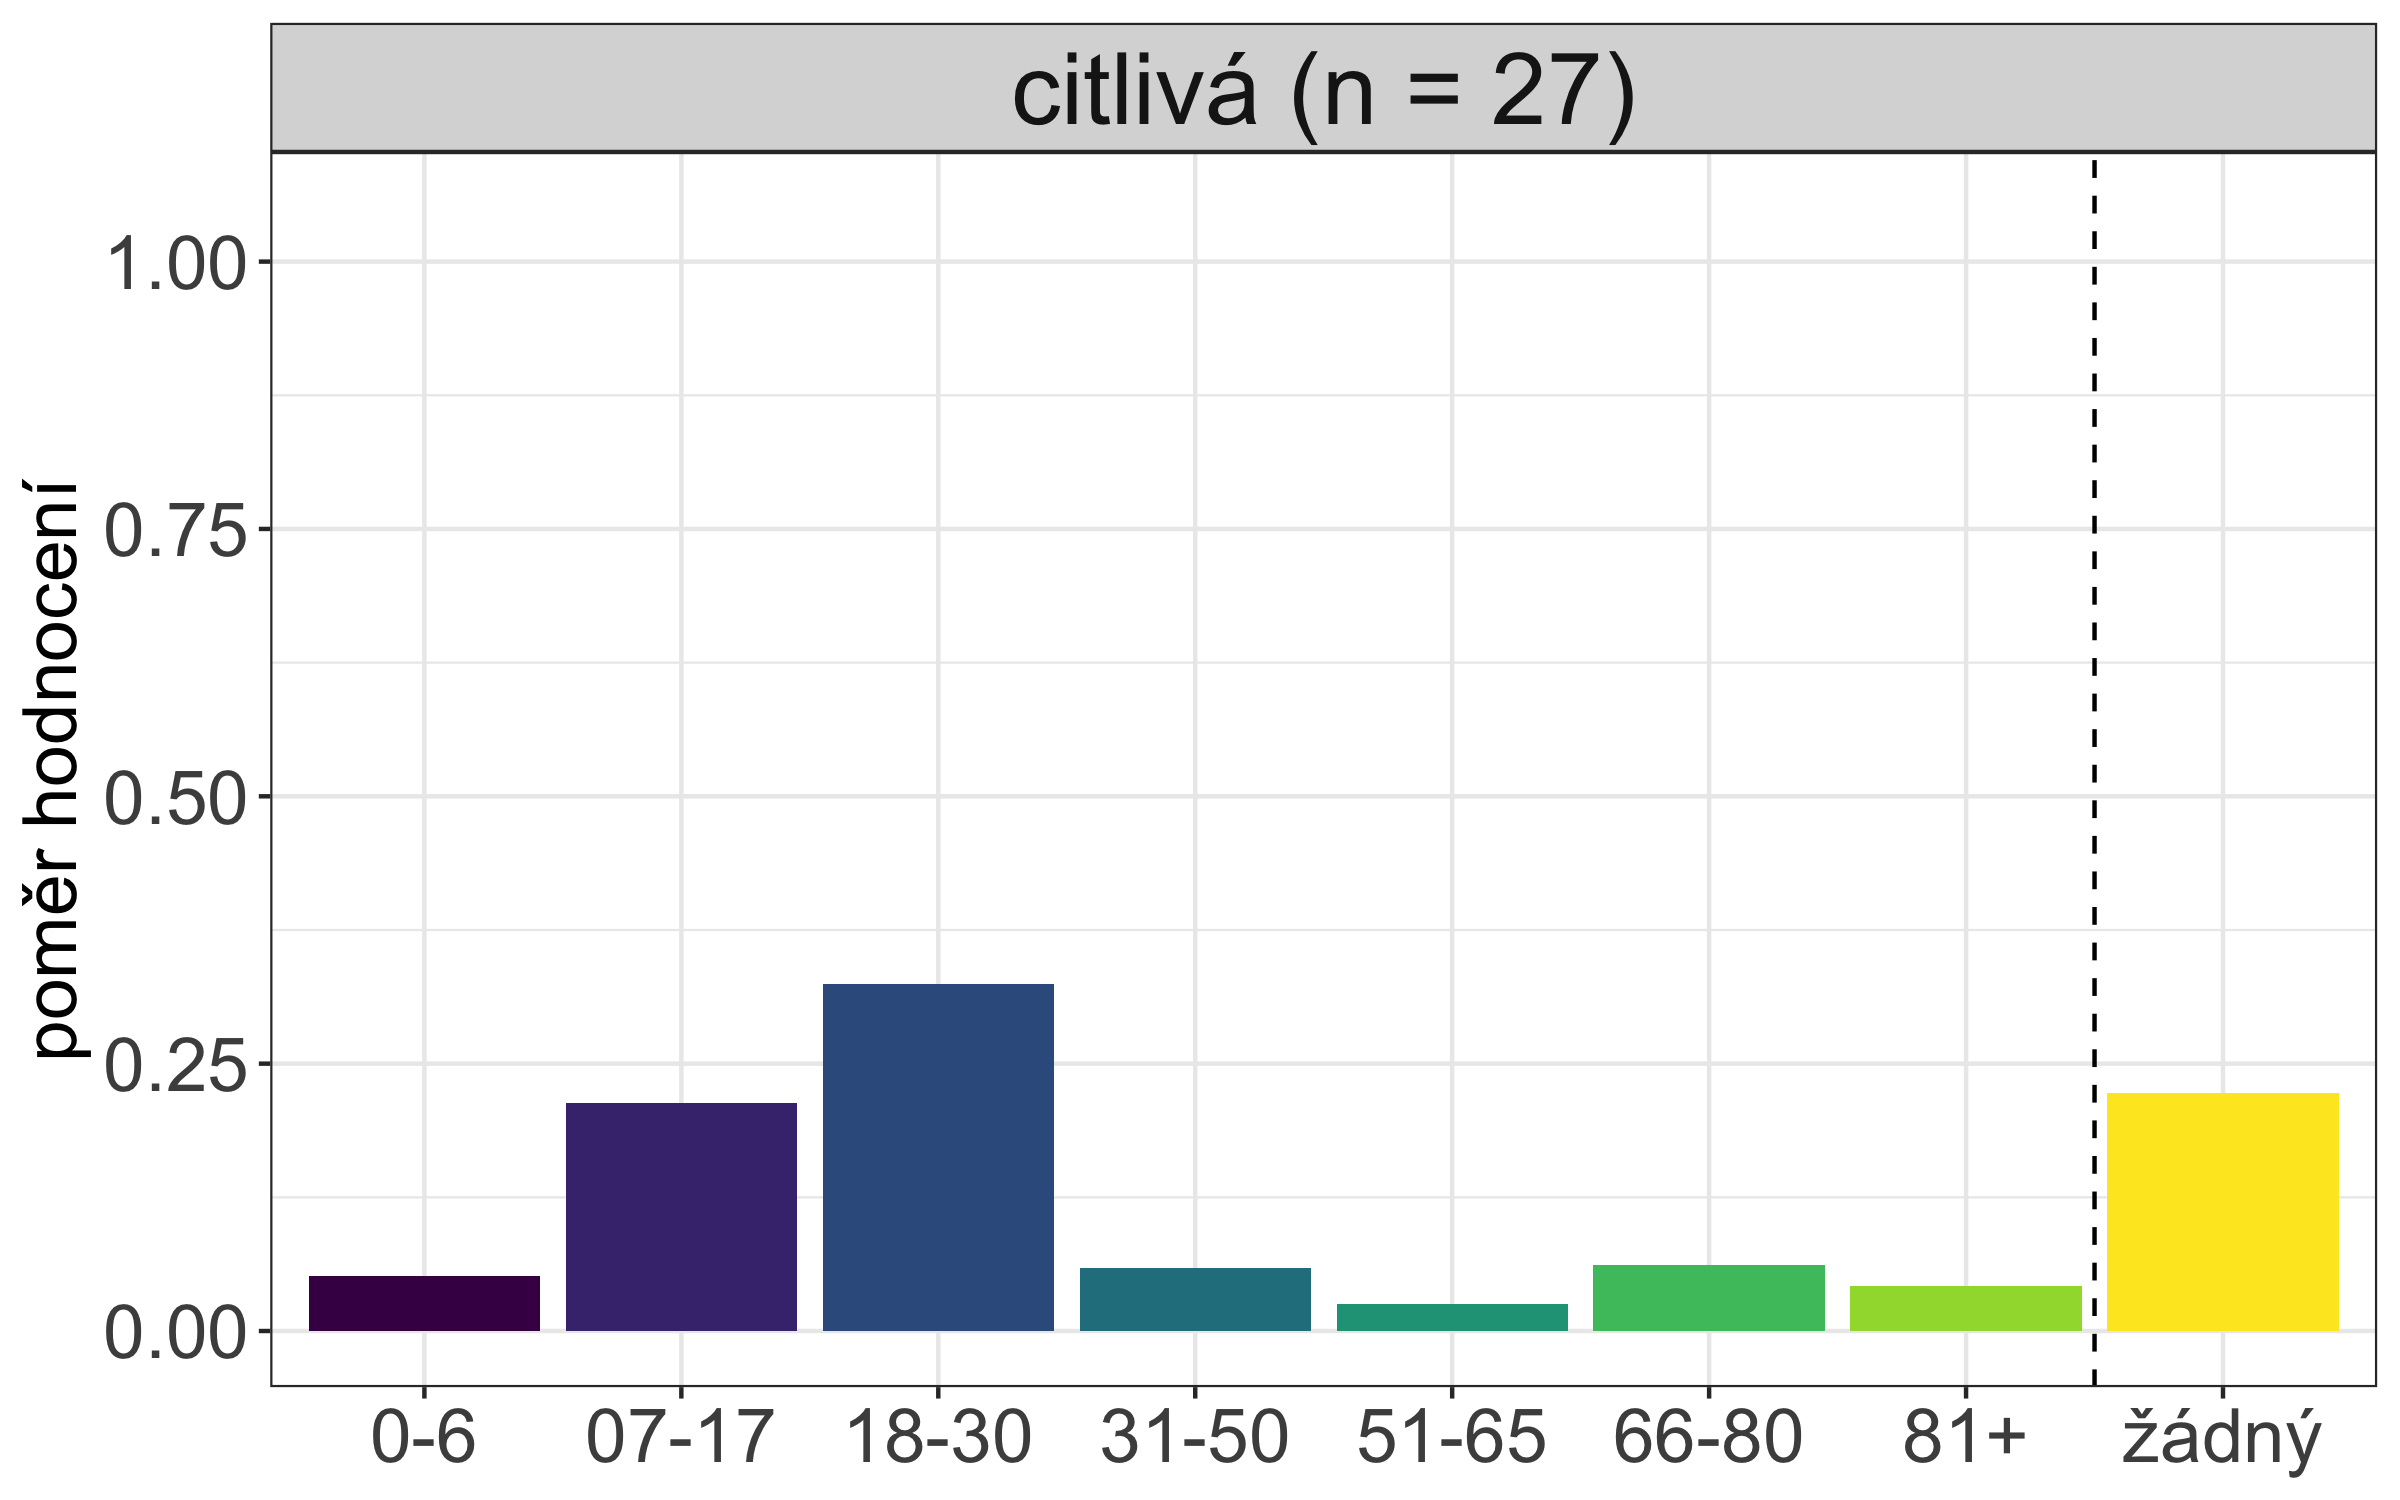 citlivá (n = 27)
poměr hodnocení
1.00
0.75
0.50
0.25
0.00
0-6 07-17 18-30 31-50 51-65 66-80 81+ žádný